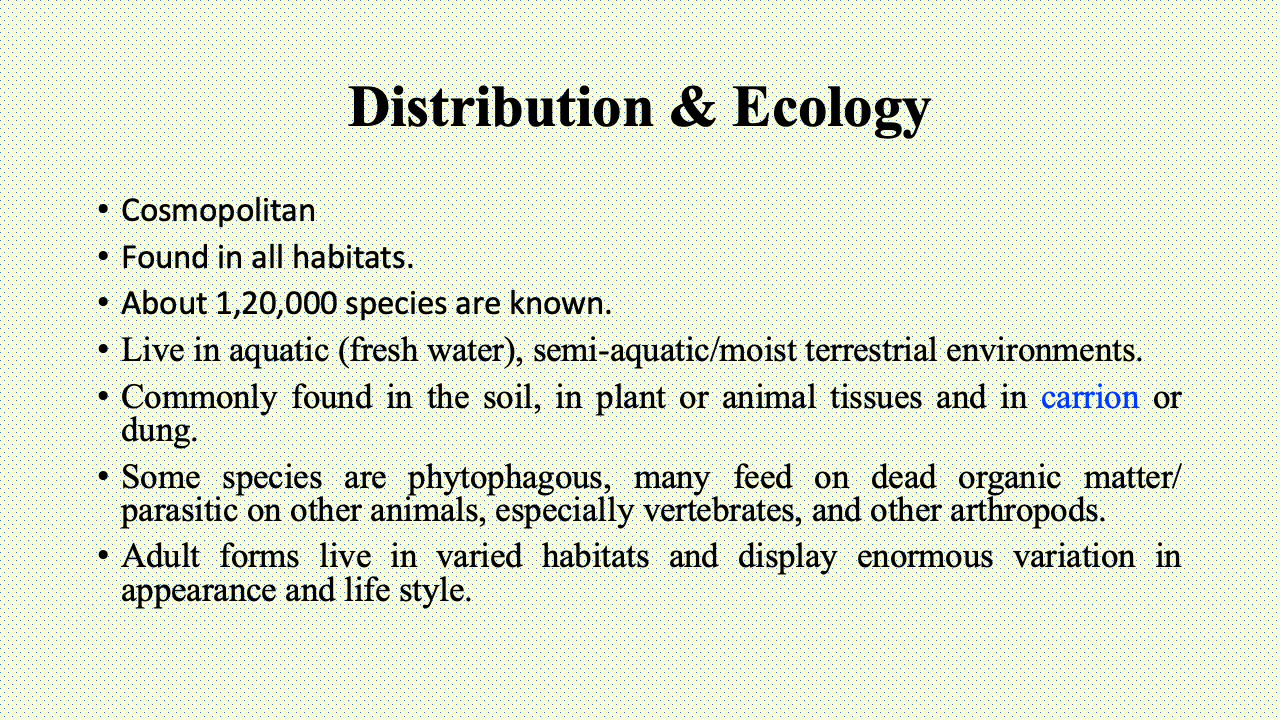 Distribution & Ecology
• Cosmopolitan
• Found in all habitats.
• About 1,20,000 species are known.
• Live in aquatic (fresh water), semi-aquatic/moist terrestrial environments.
• Commonly found in the soil, in plant or animal tissues and in carrion or
dung.
• Some species are phytophagous, many feed on dead organic matter/
parasitic on other animals, especially vertebrates, and other arthropods.
• Adult forms live in varied habitats and display enormous variation in
appearance and life style.